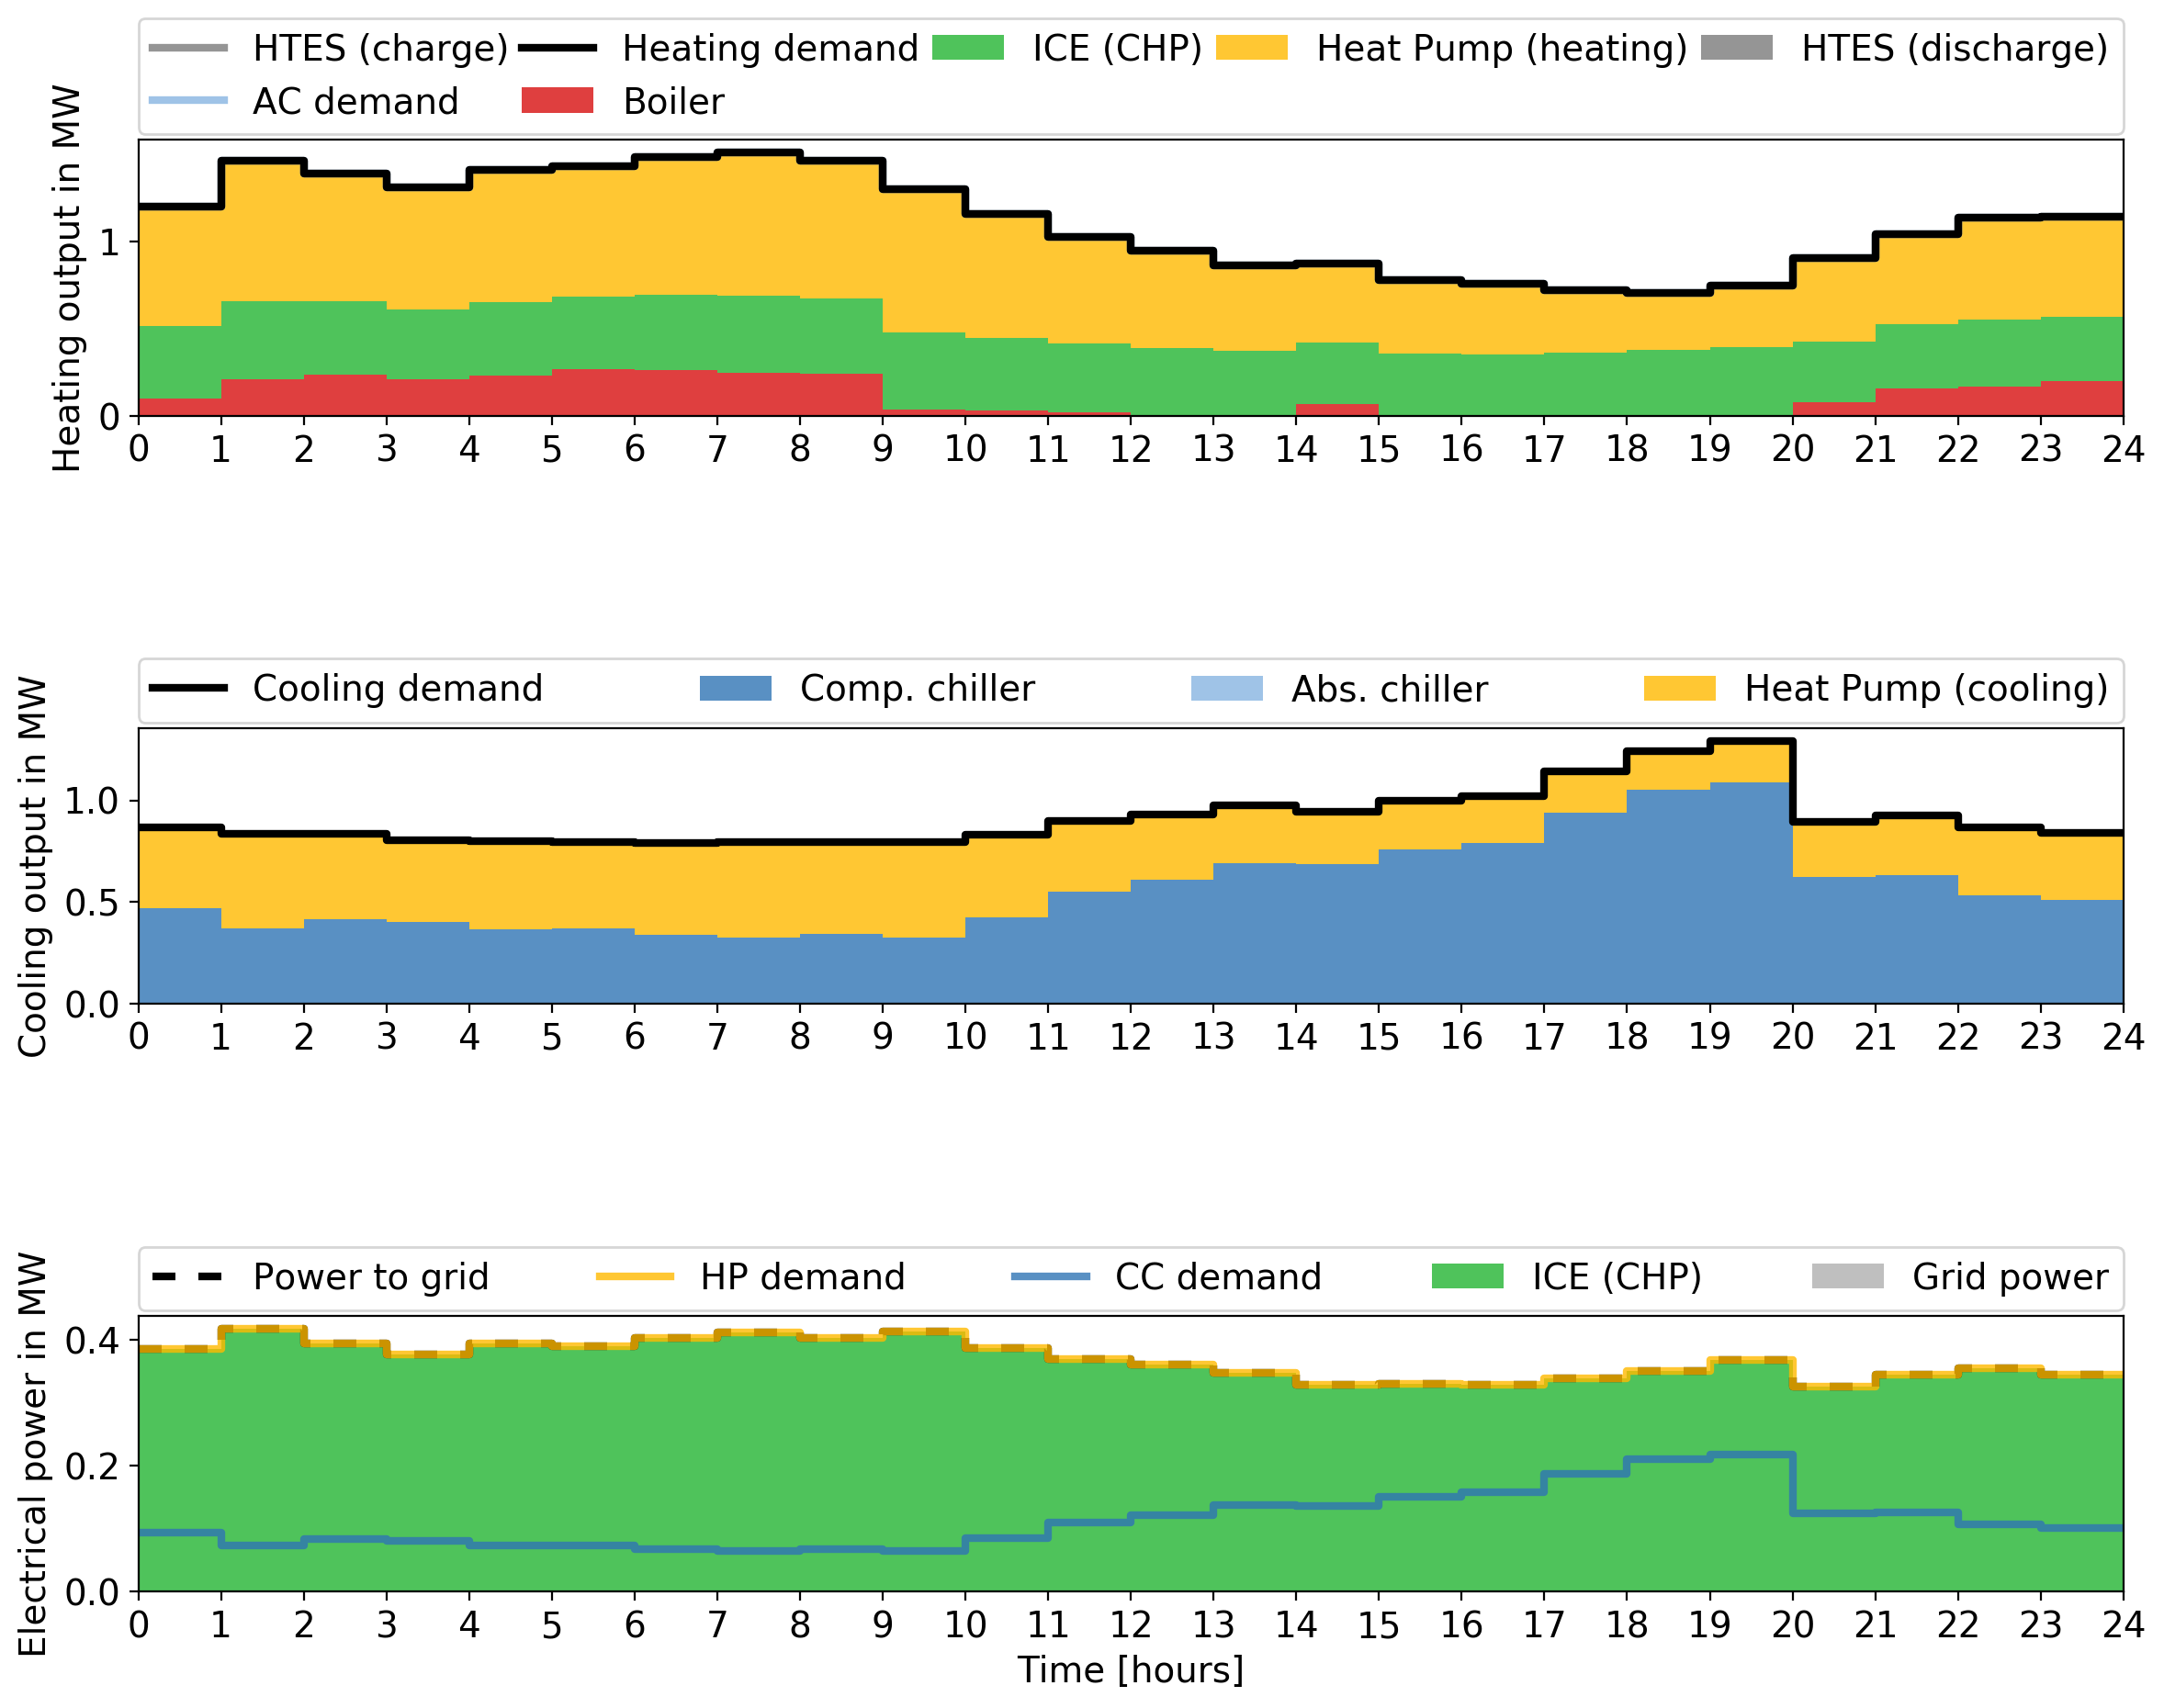 HTES (charge) Heating demand ICE (CHP) Heat Pump (heating) HTES (discharge)
AC demand Boiler
Heating output in MW
1
0
0 1 2 3 4 5 6 7 8 9 10 11 12 13 14 15 16 17 18 19 20 21 22 23 24
Cooling demand Comp. chiller Abs. chiller Heat Pump (cooling)
Cooling output in MW
1.0
0.5
0.0
0 1 2 3 4 5 6 7 8 9 10 11 12 13 14 15 16 17 18 19 20 21 22 23 24
Power to grid HP demand CC demand ICE (CHP) Grid power
Electrical power in MW
0.4
0.2
0.0
0 1 2 3 4 5 6 7 8 9 10 11 12 13 14 15 16 17 18 19 20 21 22 23 24
Time [hours]